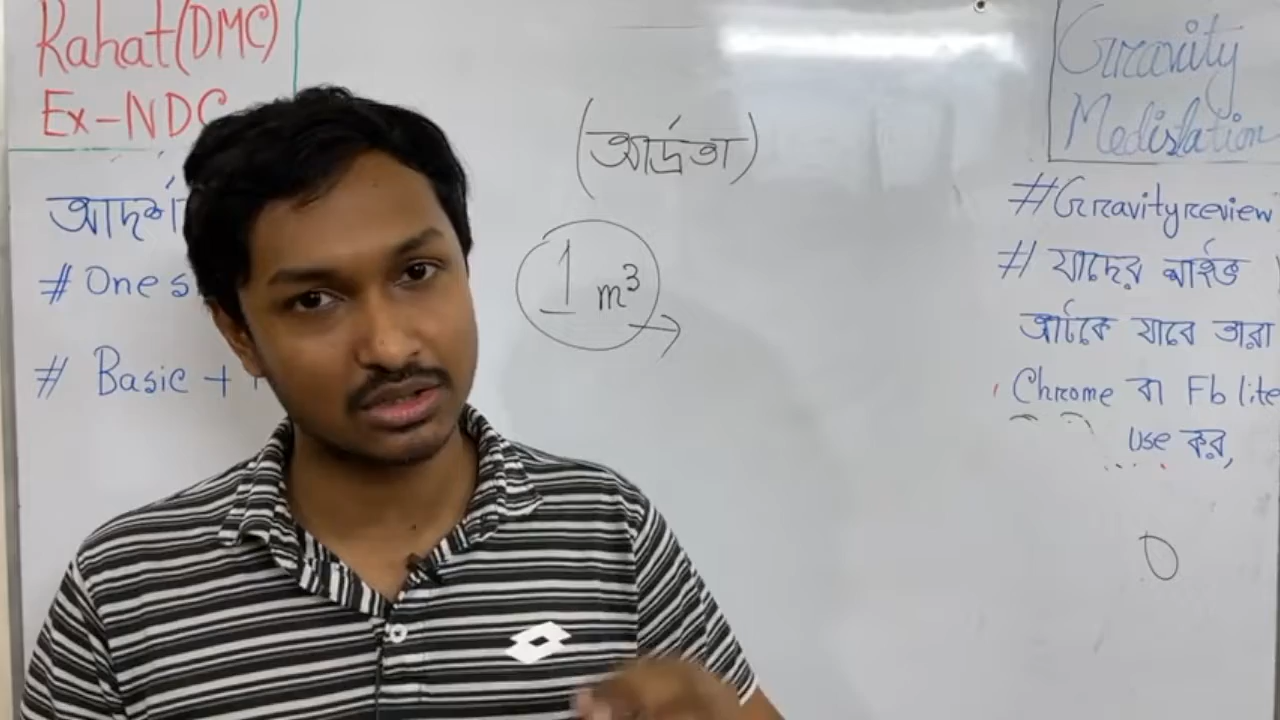 Rahat(DMC)
Ex-NDC
আদর্শ
# One s
# Basic +
(আর্দ্রতা)
1 m³
Gravity
Medislation
# Gravityreview
# যাদের লাইভ
আটকে যাবে তারা
Chrome বা Fb lite
use কর,